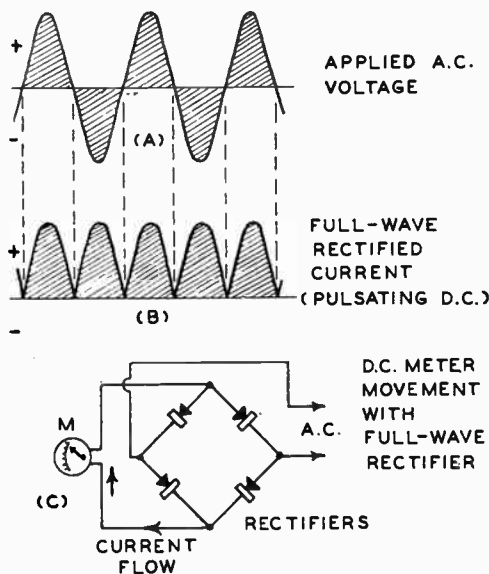 +
-
(A)
APPLIED A.C.
VOLTAGE
+
-
(B)
FULL-WAVE
RECTIFIED
CURRENT
(PULSATING D.C.)
M
(C)
CURRENT
FLOW
RECTIFIERS
A.C.
D.C. METER
MOVEMENT
WITH
FULL-WAVE
RECTIFIER